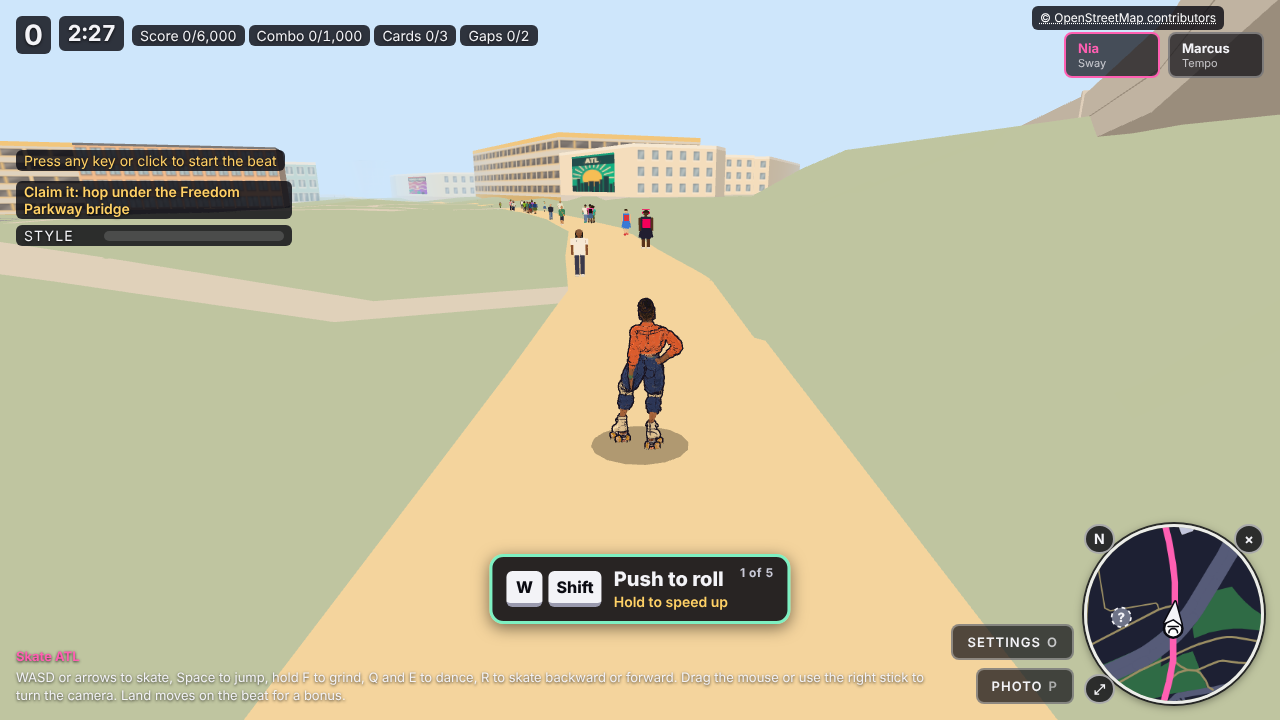 0
2:27
Score 0/6,000
Combo 0/1,000
Cards 0/3
Gaps 0/2
© OpenStreetMap contributors
Nia
Sway
Marcus
Tempo
Press any key or click to start the beat
Claim it: hop under the Freedom
Parkway bridge
STYLE
ATL
W
Shift
Push to roll
1 of 5
Hold to speed up
N
×
?
SETTINGS O
PHOTO P
Skate ATL
WASD or arrows to skate, Space to jump, hold F to grind, Q and E to dance, R to skate backward or forward. Drag the mouse or use the right stick to
turn the camera. Land moves on the beat for a bonus.